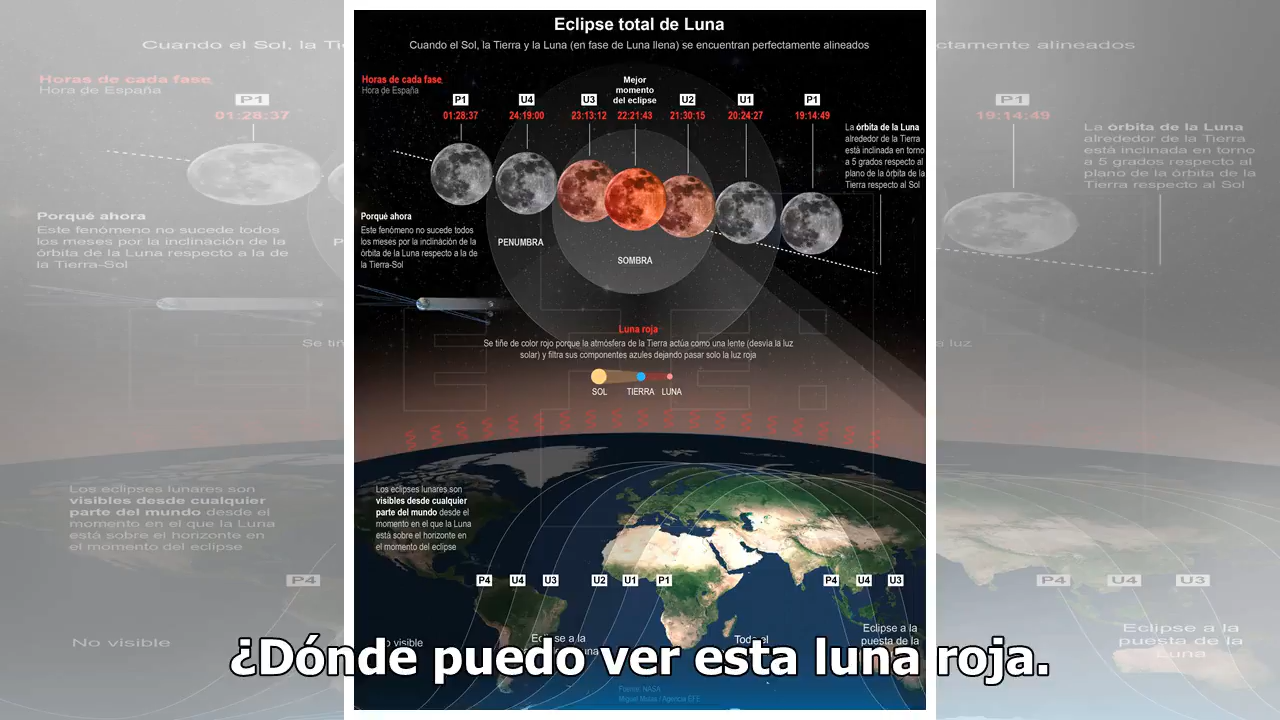 Eclipse total de Luna
Cuando el Sol, la Tierra y la Luna (en fase de Luna llena) se encuentran perfectamente alineados
Horas de cada fase
Hora de España
Mejor
momento
del eclipse
P1 U4 U3 U2 U1 P1
01:28;37 24;19:00 23:13;12 22:21;43 21:30;15 20:24;27 19:14;49
La órbita de la Luna
alrededor de la Tierra
está inclinada en torno
a 5 grados respecto al
plano de la órbita de la
Tierra respecto al Sol
Porqué ahora
Este fenómeno no sucede todos
los meses por la inclinación de la
órbita de la Luna respecto a la de
la Tierra-Sol
PENUMBRA
SOMBRA
Luna roja
Se tiñe de color rojo porque la atmósfera de la Tierra actúa como una lente (desvia la luz
solar) y filtra sus componentes azules dejando pasar solo la luz roja
SOL TIERRA LUNA
Los eclipses lunares son
visibles desde cualquier
parte del mundo desde el
momento en el que la Luna
está sobre el horizonte en
el momento del eclipse
P4 U4 U3 U2 U1 P1 P4 U4 U3
No visible
Eclipse a la
Eclipse a la
puesta de la
Luna
¿Dónde puedo ver esta luna roja.
Fuente: NASA
Miguel Matas / Agencia EFE